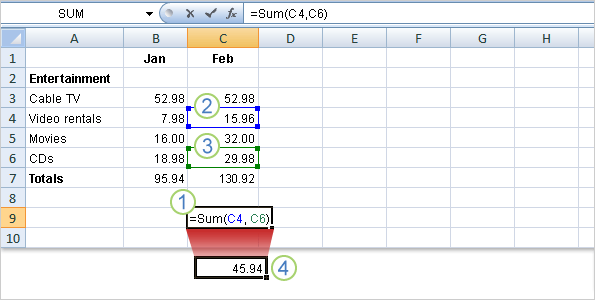 SUM =Sum(C4,C6)
A B C D E F G H
1 Jan Feb
2 Entertainment
3 Cable TV 52.98 52.98
2
4 Video rentals 7.98 15.96
5 Movies 16.00 32.00
3
6 CDs 18.98 29.98
7 Totals 95.94 130.92
8
1
9 =Sum(C4, C6)
10
45.94 4